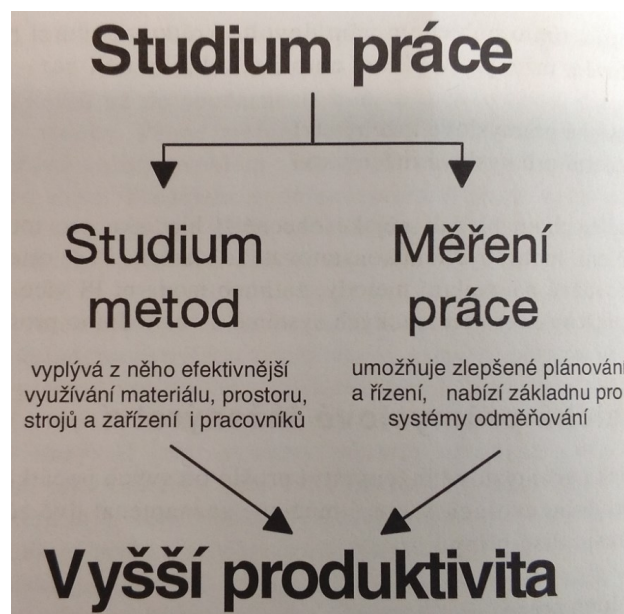 Studium práce
Studium
metod
vyplývá z něho efektivnější
využívání materiálu, prostoru,
strojů a zařízení i pracovníků
Měření
práce
umožňuje zlepšené plánování
a řízení, nabízí základnu pro
systémy odměňování
Vyšší produktivita